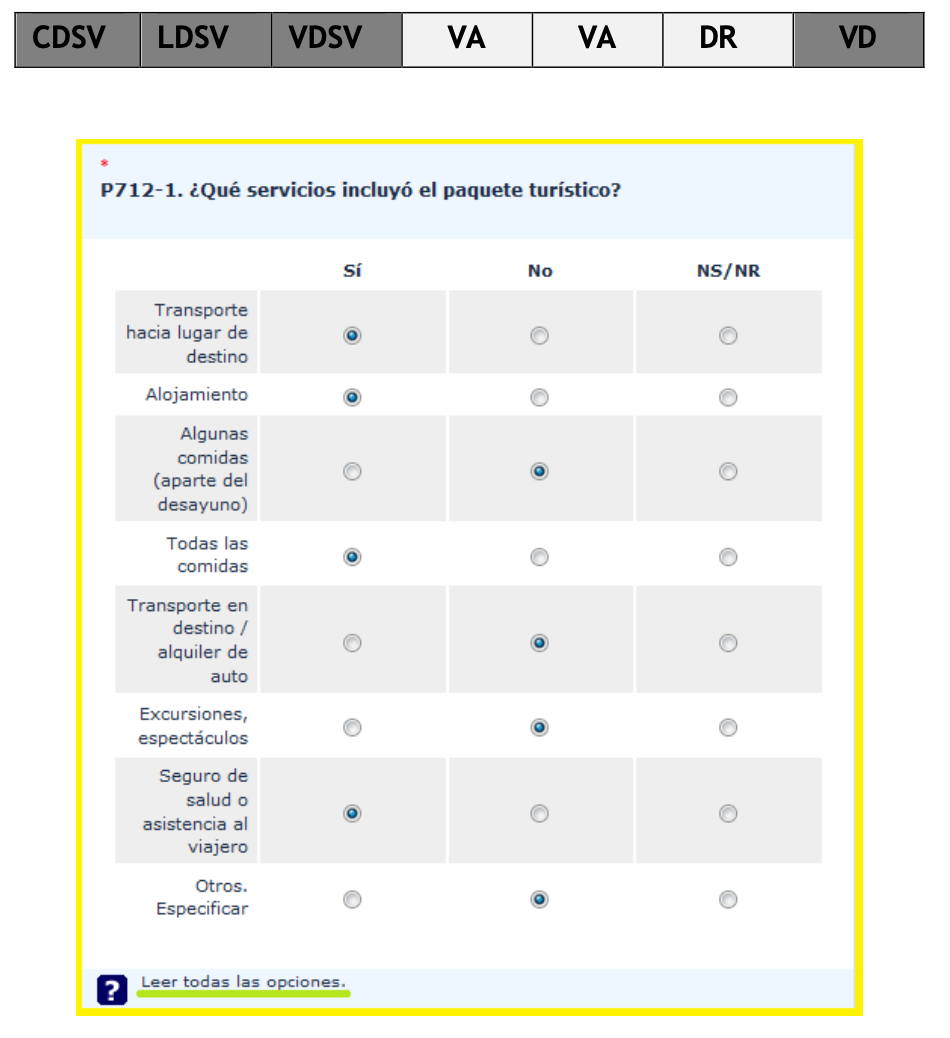 CDSV LDSV VDSV VA VA DR VD
*
P712-1. ¿Qué servicios incluyó el paquete turístico?
Sí No NS/NR
Transporte
hacia lugar de
destino
Alojamiento
Algunas
comidas
(aparte del
desayuno)
Todas las
comidas
Transporte en
destino /
alquiler de
auto
Excursiones,
espectáculos
Seguro de
salud o
asistencia al
viajero
Otros.
Especificar
? Leer todas las opciones.